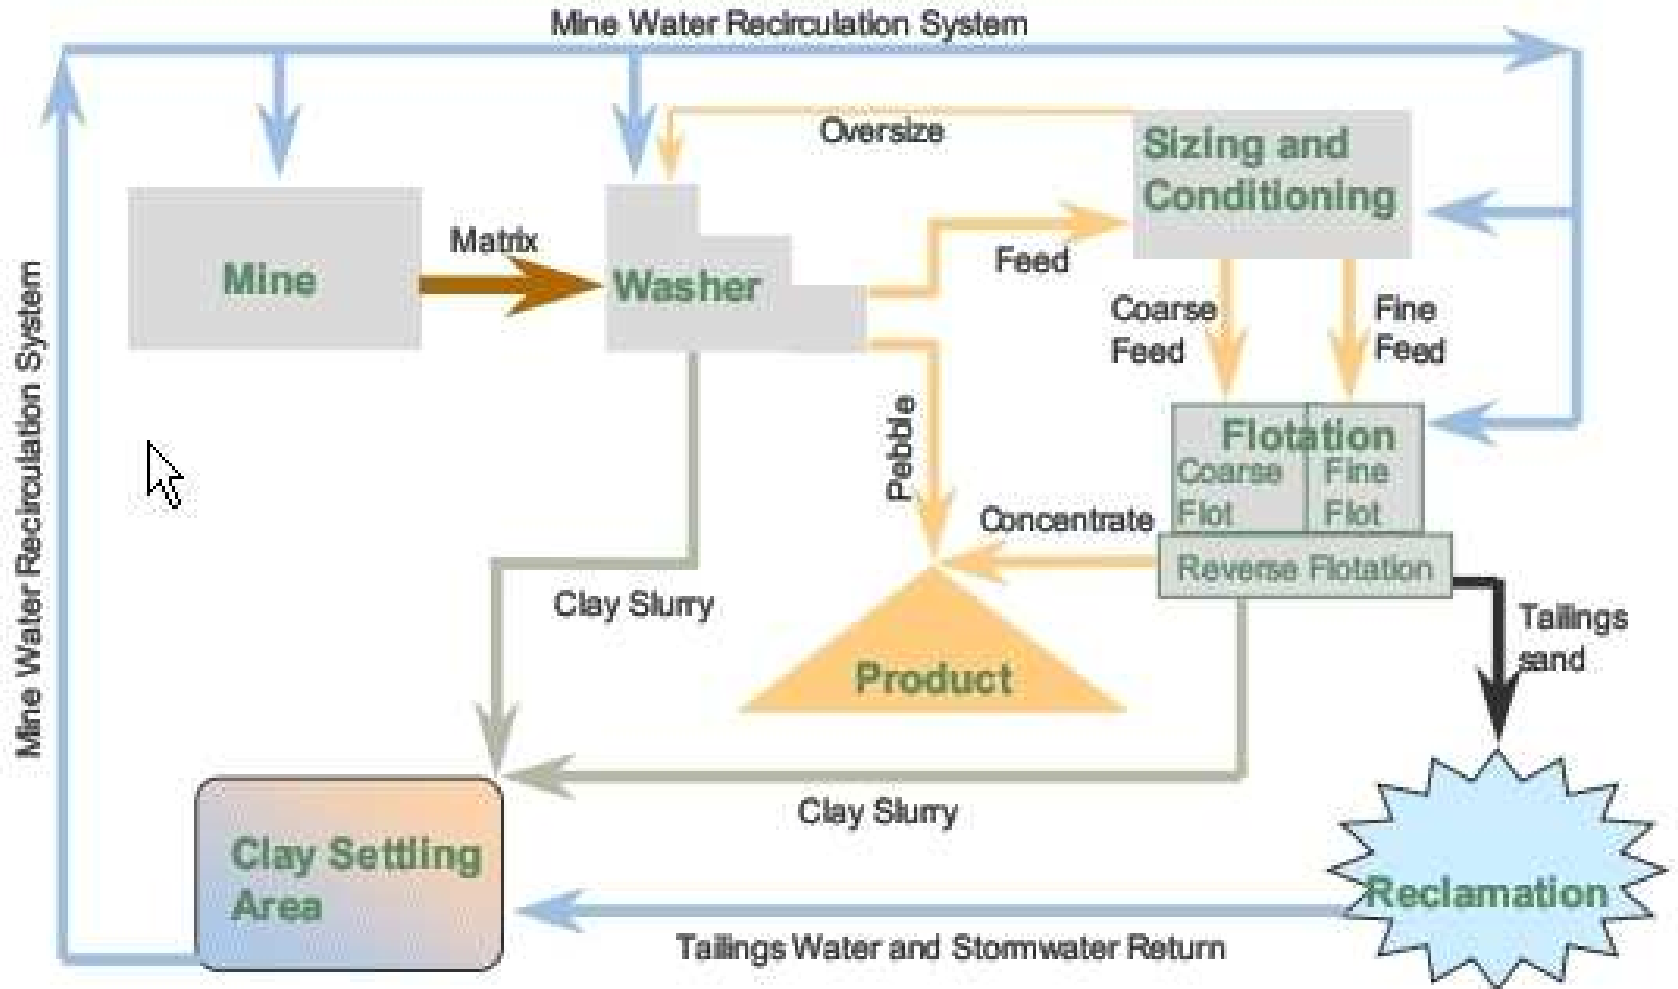 Mine Water Recirculation System
Oversize
Sizing and
Conditioning
Matrix
Mine
Washer
Feed
Coarse
Feed
Fine
Feed
Mine Water Recirculation System
Pebble
Flotation
Coarse
Flot
Fine
Flot
Concentrate
Reverse Flotation
Clay Slurry
Tailings
sand
Product
Clay Slurry
Clay Settling
Area
Reclamation
Tailings Water and Stormwater Return